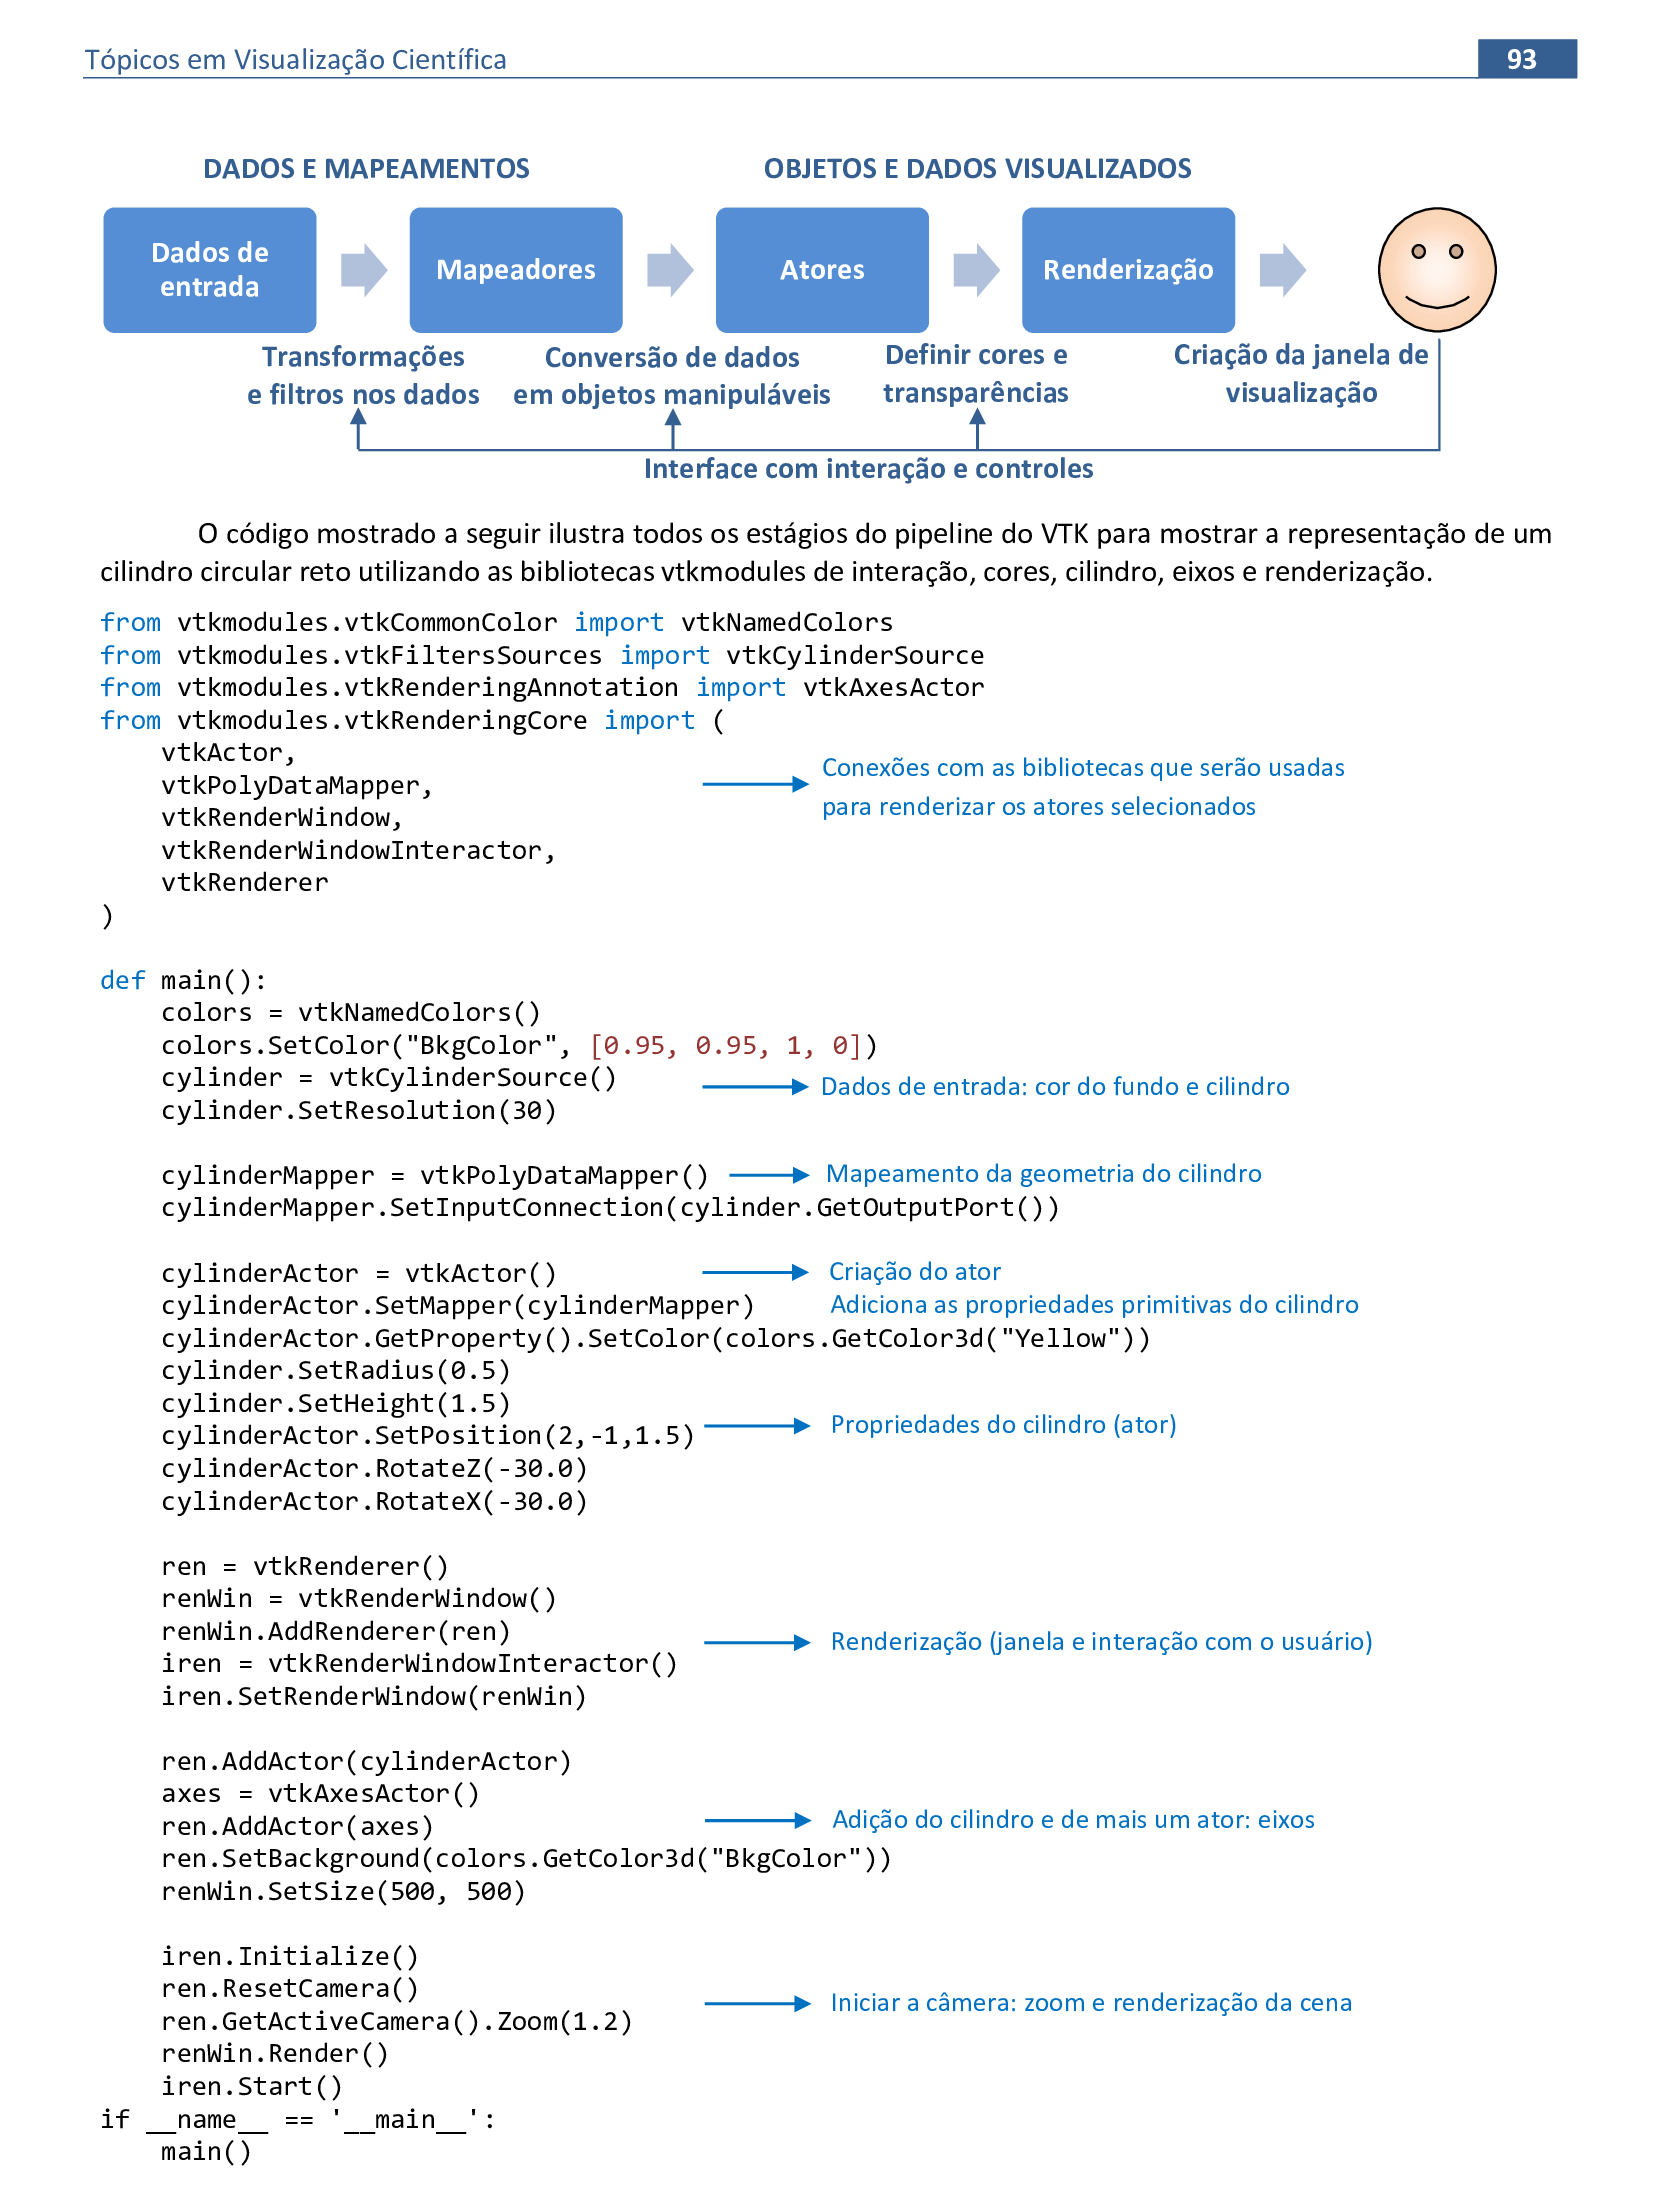 Tópicos em Visualização Científica
93
DADOS E MAPEAMENTOS
OBJETOS E DADOS VISUALIZADOS
Dados de
entrada
Mapeadores
Atores
Renderização
Transformações
e filtros nos dados
Conversão de dados
em objetos manipuláveis
Definir cores e
transparências
Criação da janela de
visualização
Interface com interação e controles
O código mostrado a seguir ilustra todos os estágios do pipeline do VTK para mostrar a representação de um
cilindro circular reto utilizando as bibliotecas vtkmodules de interação, cores, cilindro, eixos e renderização.
from vtkmodules.vtkCommonColor import vtkNamedColors
from vtkmodules.vtkFiltersSources import vtkCylinderSource
from vtkmodules.vtkRenderingAnnotation import vtkAxesActor
from vtkmodules.vtkRenderingCore import (
    vtkActor,
    vtkPolyDataMapper,
    vtkRenderWindow,
    vtkRenderWindowInteractor,
    vtkRenderer
)
Conexões com as bibliotecas que serão usadas
para renderizar os atores selecionados
def main():
    colors = vtkNamedColors()
    colors.SetColor("BkgColor", [0.95, 0.95, 1, 0])
    cylinder = vtkCylinderSource()
    cylinder.SetResolution(30)
Dados de entrada: cor do fundo e cilindro
    cylinderMapper = vtkPolyDataMapper()
Mapeamento da geometria do cilindro
    cylinderMapper.SetInputConnection(cylinder.GetOutputPort())
    cylinderActor = vtkActor()
Criação do ator
    cylinderActor.SetMapper(cylinderMapper)
Adiciona as propriedades primitivas do cilindro
    cylinderActor.GetProperty().SetColor(colors.GetColor3d("Yellow"))
    cylinder.SetRadius(0.5)
    cylinder.SetHeight(1.5)
    cylinderActor.SetPosition(2,-1,1.5)
Propriedades do cilindro (ator)
    cylinderActor.RotateZ(-30.0)
    cylinderActor.RotateX(-30.0)
    ren = vtkRenderer()
    renWin = vtkRenderWindow()
    renWin.AddRenderer(ren)
Renderização (janela e interação com o usuário)
    iren = vtkRenderWindowInteractor()
    iren.SetRenderWindow(renWin)
    ren.AddActor(cylinderActor)
    axes = vtkAxesActor()
    ren.AddActor(axes)
Adição do cilindro e de mais um ator: eixos
    ren.SetBackground(colors.GetColor3d("BkgColor"))
    renWin.SetSize(500, 500)
    iren.Initialize()
    ren.ResetCamera()
Iniciar a câmera: zoom e renderização da cena
    ren.GetActiveCamera().Zoom(1.2)
    renWin.Render()
    iren.Start()
if __name__ == '__main__':
    main()